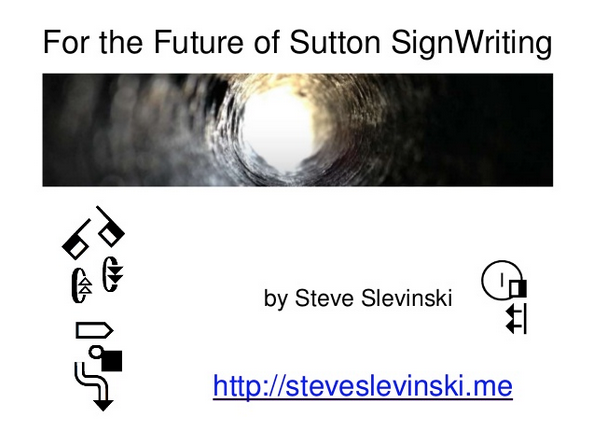 For the Future of Sutton SignWriting
by Steve Slevinski
http://steveslevinski.me